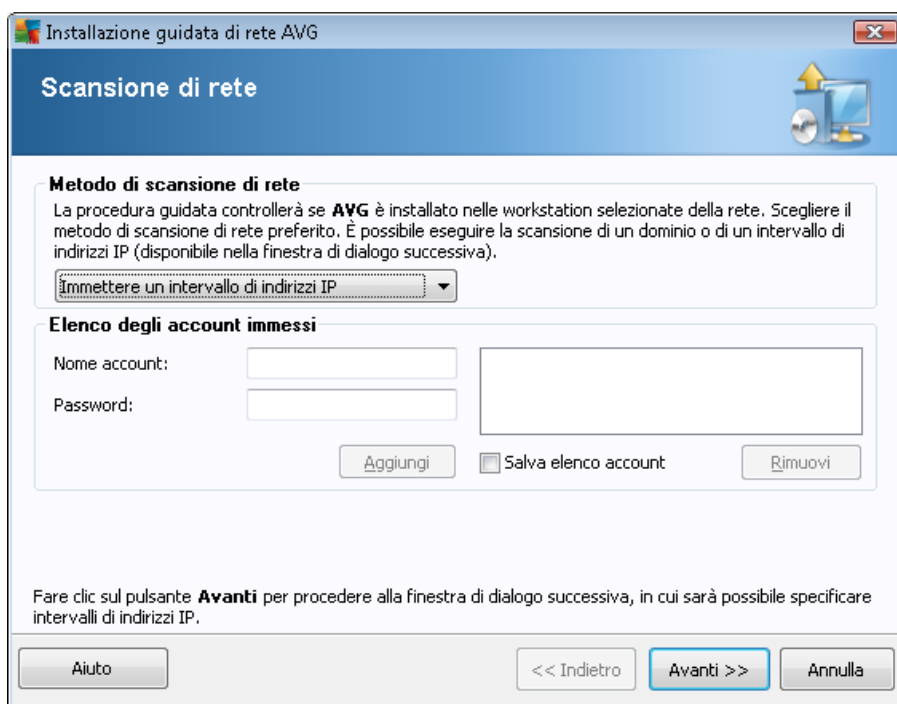 Installazione guidata di rete AVG
Scansione di rete
Metodo di scansione di rete
La procedura guidata controllerà se AVG è installato nelle workstation selezionate della rete. Scegliere il
metodo di scansione di rete preferito. È possibile eseguire la scansione di un dominio o di un intervallo di
indirizzi IP (disponibile nella finestra di dialogo successiva).
Immettere un intervallo di indirizzi IP
Elenco degli account immessi
Nome account:
Password:
Aggiungi
Salva elenco account
Rimuovi
Fare clic sul pulsante Avanti per procedere alla finestra di dialogo successiva, in cui sarà possibile specificare
intervalli di indirizzi IP.
Aiuto
<< Indietro
Avanti >>
Annulla